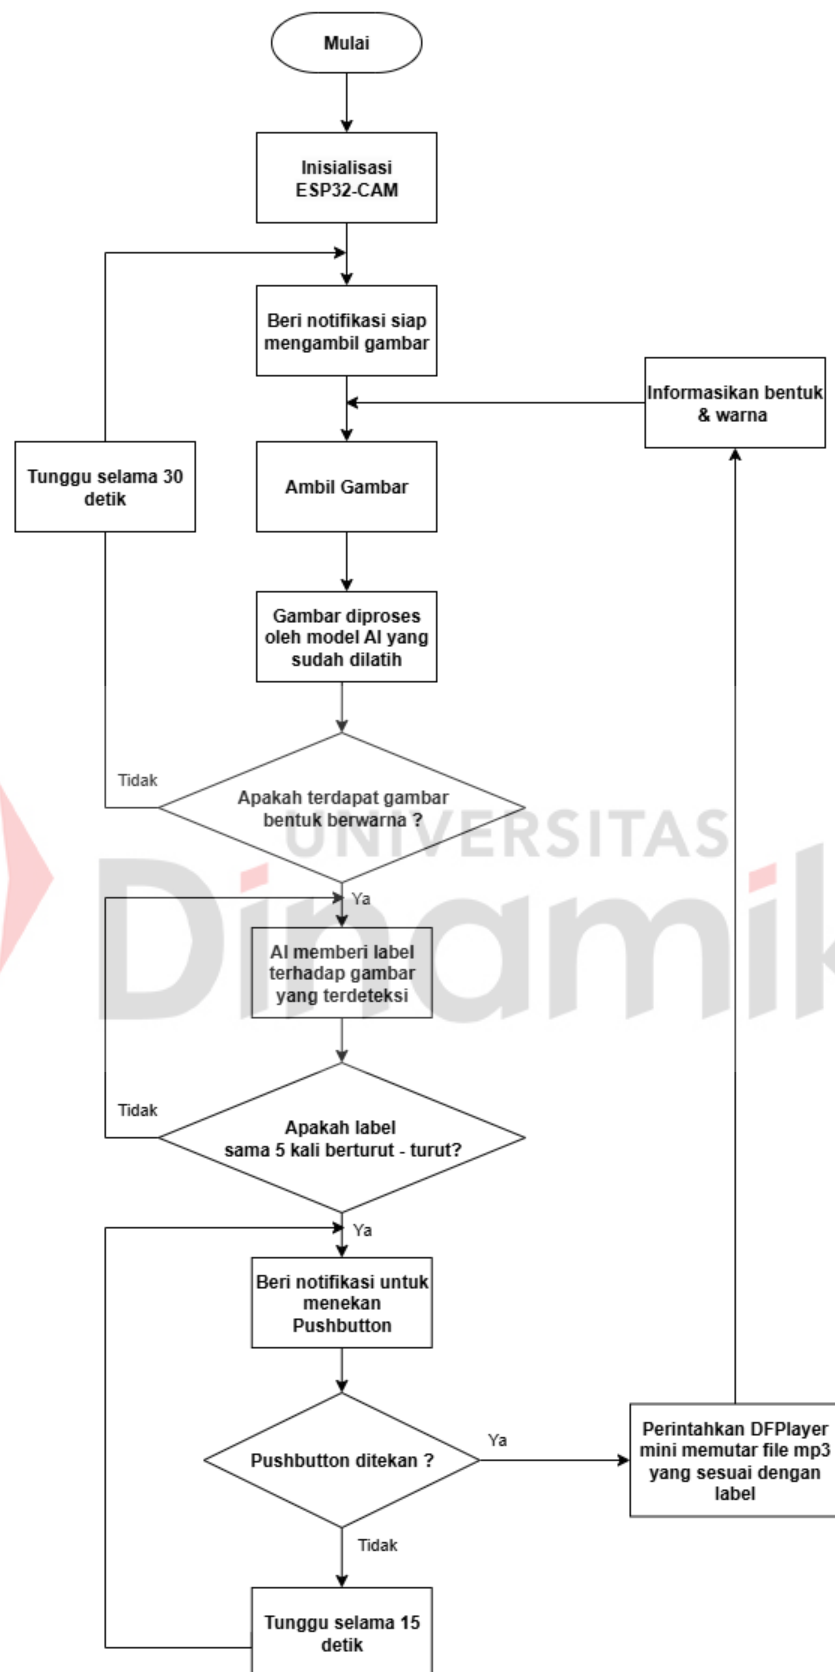 Mulai
Inisialisasi
ESP32-CAM
Beri notifikasi siap
mengambil gambar
Informasikan bentuk
& warna
Tunggu selama 30
detik
Ambil Gambar
Gambar diproses
oleh model AI yang
sudah dilatih
Tidak
Apakah terdapat gambar
bentuk berwarna ?
UNIVERSITAS
Dinamik
Ya
AI memberi label
terhadap gambar
yang terdeteksi
Tidak
Apakah label
sama 5 kali berturut - turut?
Ya
Beri notifikasi untuk
menekan
Pushbutton
Pushbutton ditekan ?
Ya
Perintahkan DFPlayer
mini memutar file mp3
yang sesuai dengan
label
Tidak
Tunggu selama 15
detik